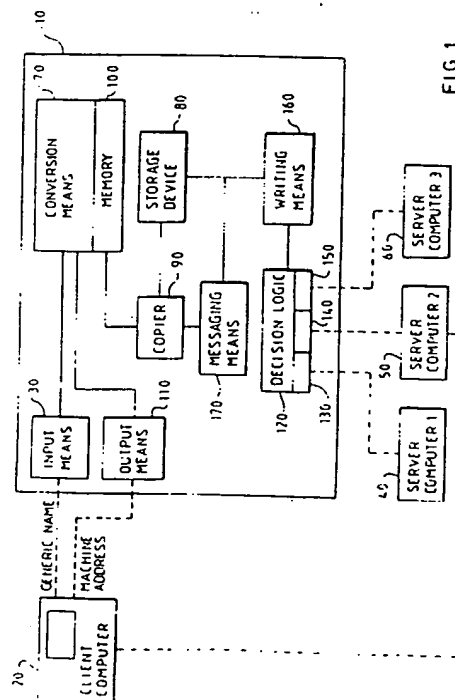 10
20
CLIENT
COMPUTER
GENERIC NAME
MACHINE
ADDRESS
30
INPUT
MEANS
OUTPUT
MEANS
110
70
CONVERSION
MEANS
100
MEMORY
COPIER
90
STORAGE
DEVICE
80
MESSAGING
MEANS
170
WRITING
MEANS
160
DECISION LOGIC
120
130
140
150
40
SERVER
COMPUTER 1
50
SERVER
COMPUTER 2
60
SERVER
COMPUTER 3
FIG 1